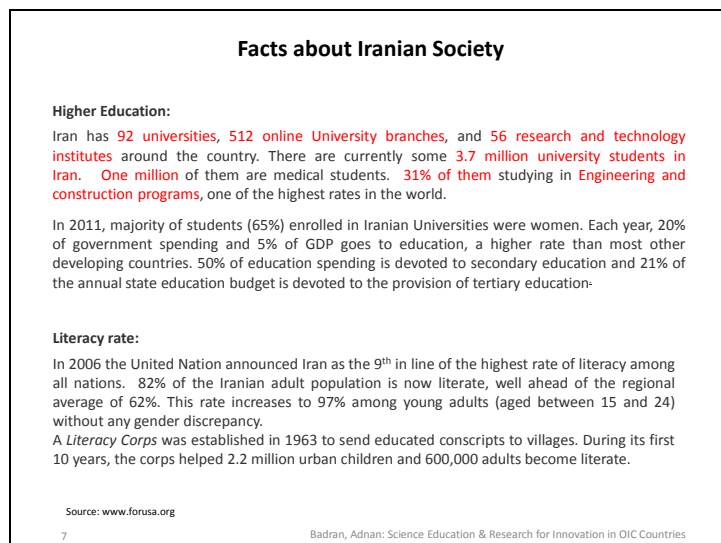 Facts about Iranian Society
Higher Education:
Iran has 92 universities, 512 online University branches, and 56 research and technology
institutes around the country. There are currently some 3.7 million university students in
Iran. One million of them are medical students. 31% of them studying in Engineering and
construction programs, one of the highest rates in the world.
In 2011, majority of students (65%) enrolled in Iranian Universities were women. Each year, 20%
of government spending and 5% of GDP goes to education, a higher rate than most other
developing countries. 50% of education spending is devoted to secondary education and 21% of
the annual state education budget is devoted to the provision of tertiary education.
Literacy rate:
In 2006 the United Nation announced Iran as the 9th in line of the highest rate of literacy among
all nations. 82% of the Iranian adult population is now literate, well ahead of the regional
average of 62%. This rate increases to 97% among young adults (aged between 15 and 24)
without any gender discrepancy.
A Literacy Corps was established in 1963 to send educated conscripts to villages. During its first
10 years, the corps helped 2.2 million urban children and 600,000 adults become literate.
Source: www.forusa.org
7 Badran, Adnan: Science Education & Research for Innovation in OIC Countries